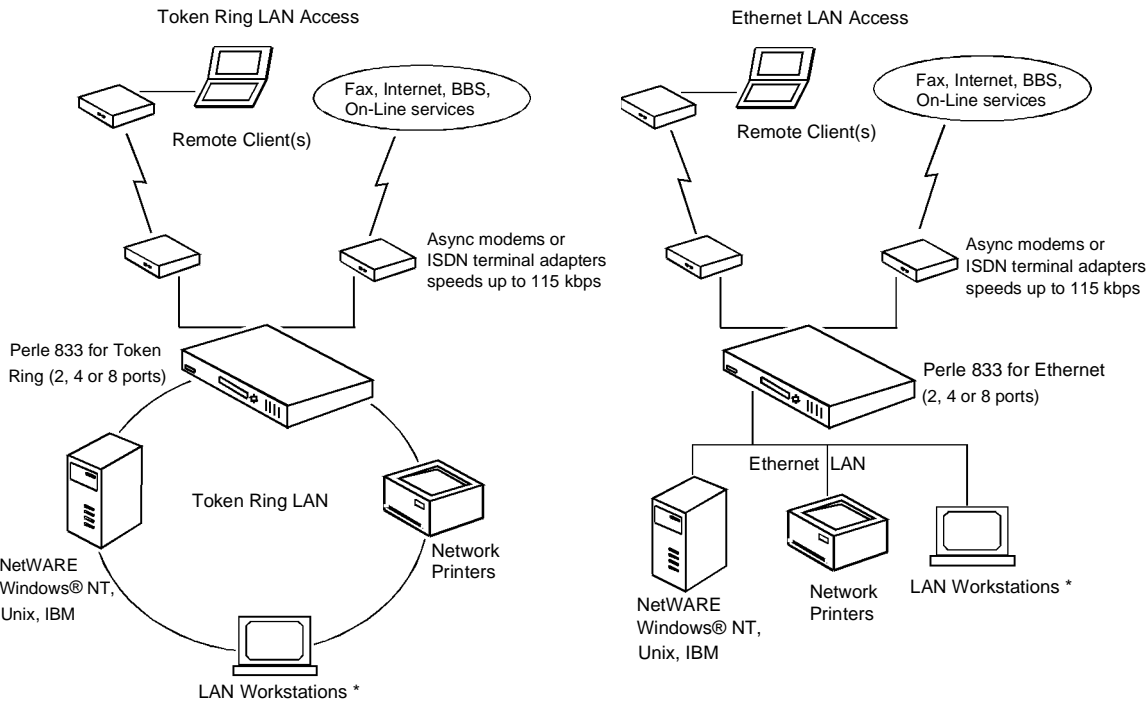 Token Ring LAN Access
Fax, Internet, BBS,
On-Line services
Remote Client(s)
Async modems or
ISDN terminal adapters
speeds up to 115 kbps
Perle 833 for Token
Ring (2, 4 or 8 ports)
Token Ring LAN
NetWARE
Windows® NT,
Unix, IBM
Network
Printers
LAN Workstations *
Ethernet LAN Access
Fax, Internet, BBS,
On-Line services
Remote Client(s)
Async modems or
ISDN terminal adapters
speeds up to 115 kbps
Perle 833 for Ethernet
(2, 4 or 8 ports)
Ethernet LAN
NetWARE
Windows® NT,
Unix, IBM
Network
Printers
LAN Workstations *